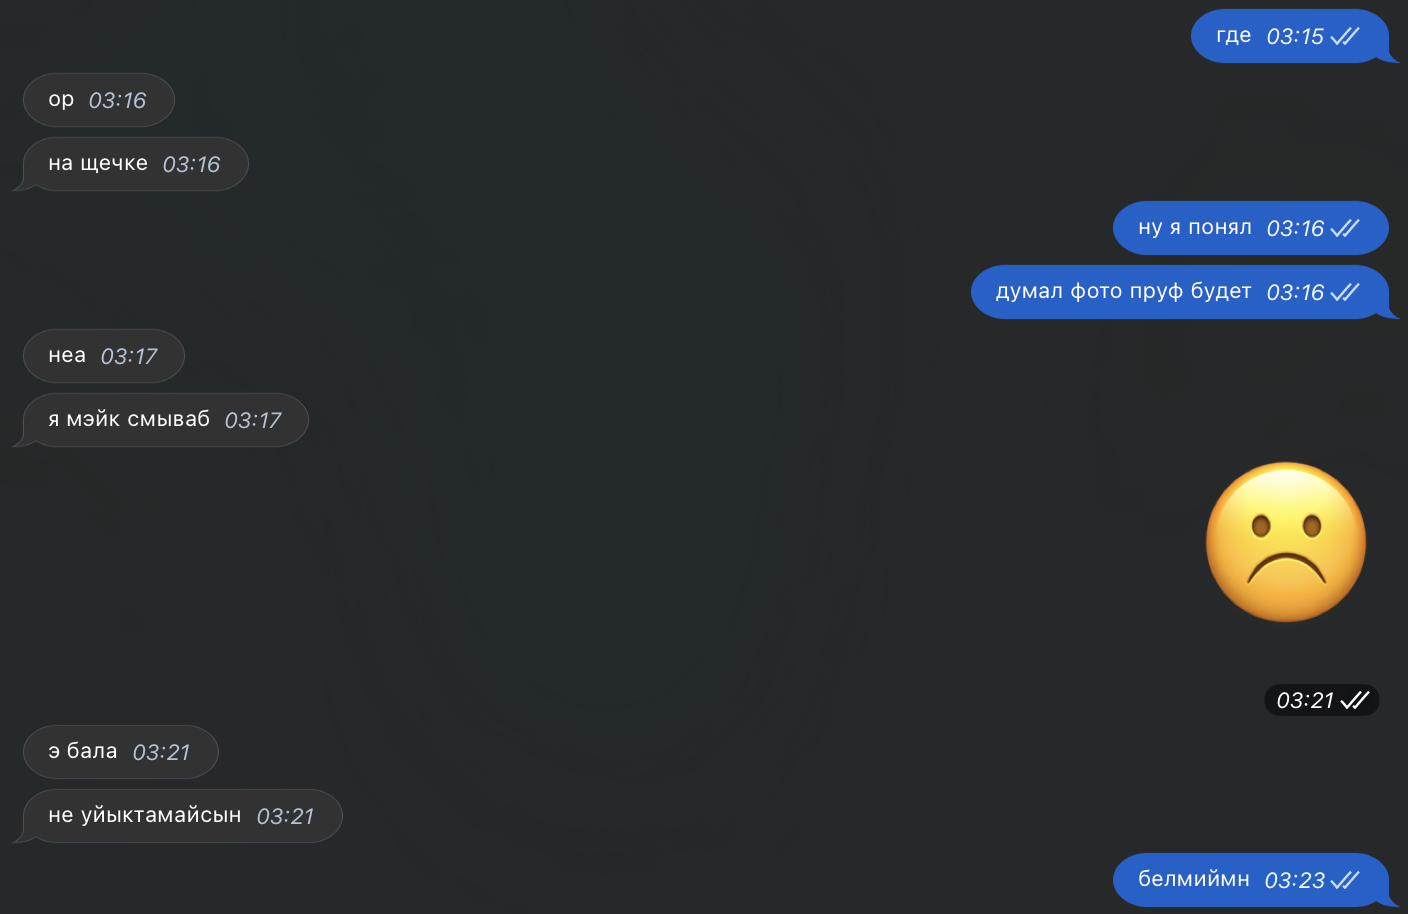 где 03:15
ор 03:16
на щечке 03:16
ну я понял 03:16
думал фото пруф будет 03:16
неа 03:17
я мэйк смываб 03:17
03:21
э бала 03:21
не уйыктамайсын 03:21
белмиймн 03:23